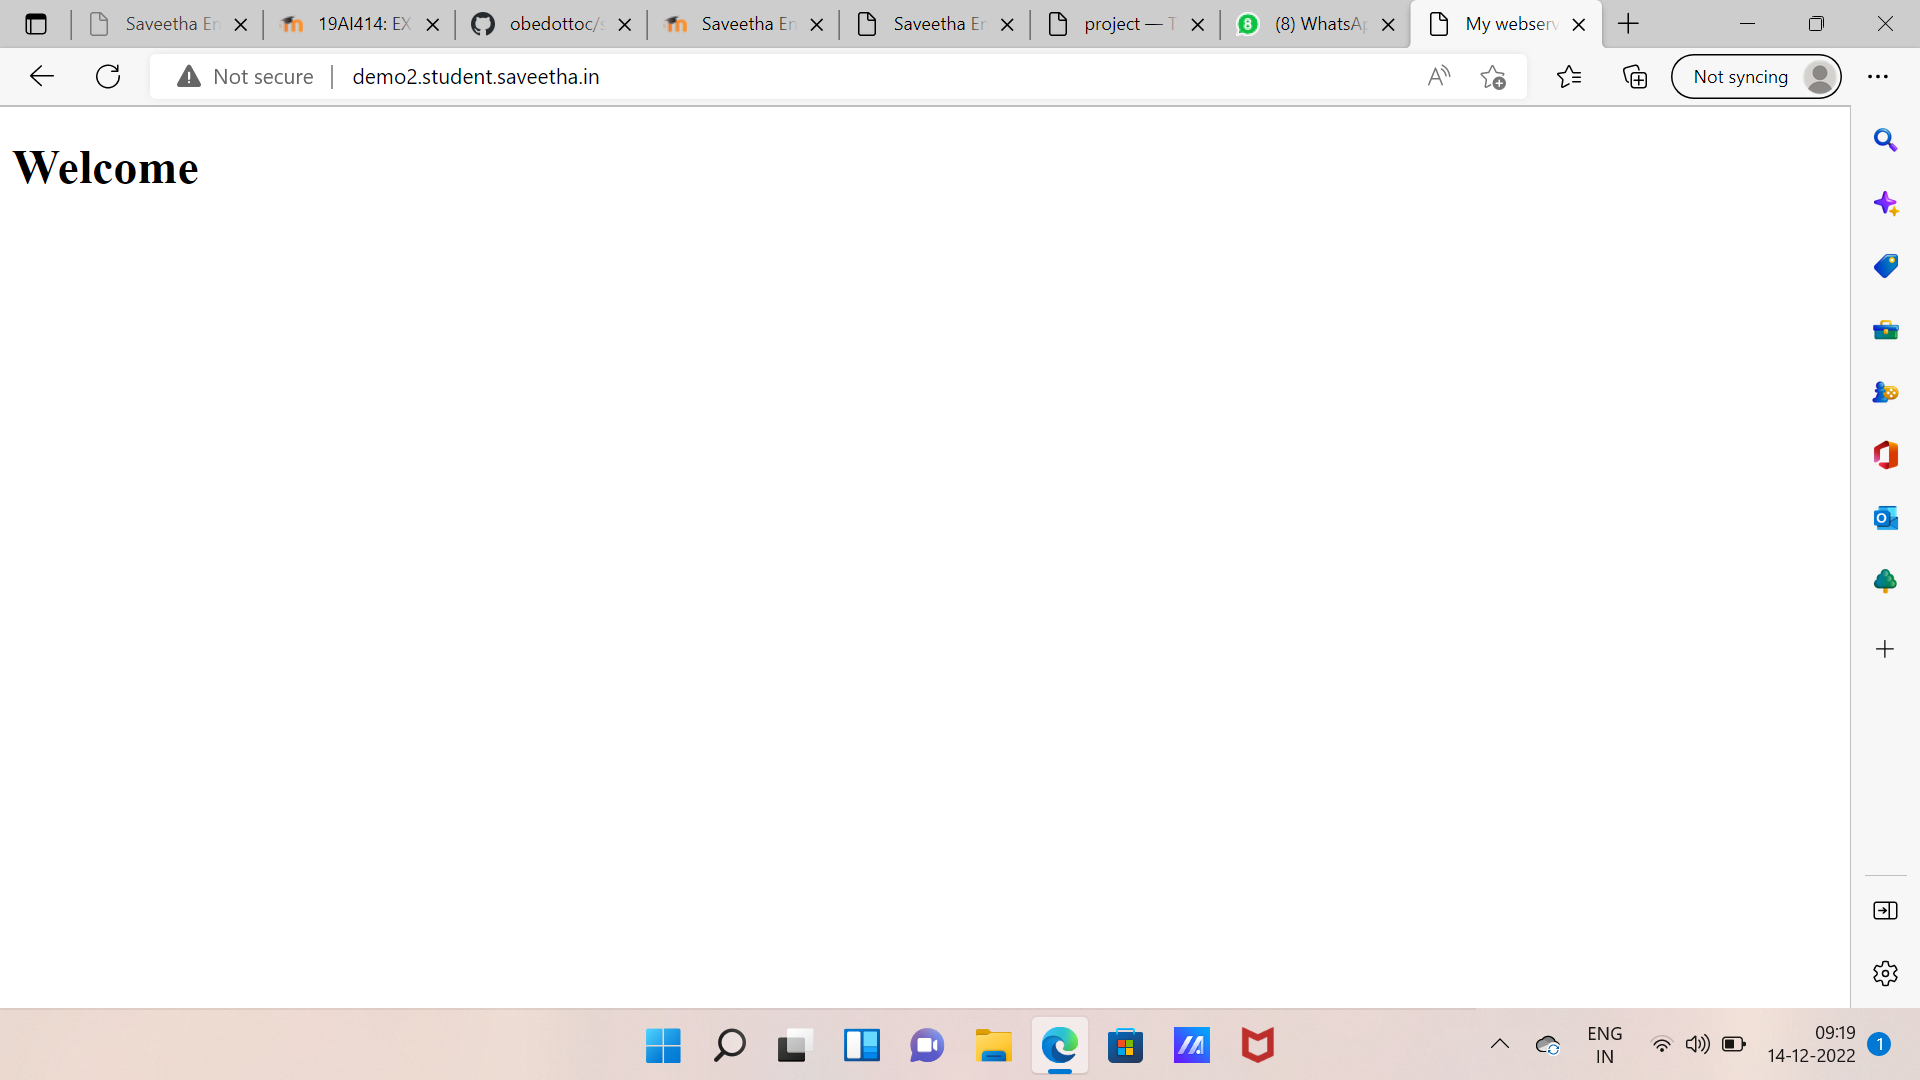 Saveetha En
19AI414: EX
obedottoc/s
Saveetha En
Saveetha En
project — T
(8) WhatsAp
My webserv
Not secure
demo2.student.saveetha.in
Not syncing
Welcome
ENG
IN
09:19
14-12-2022
1